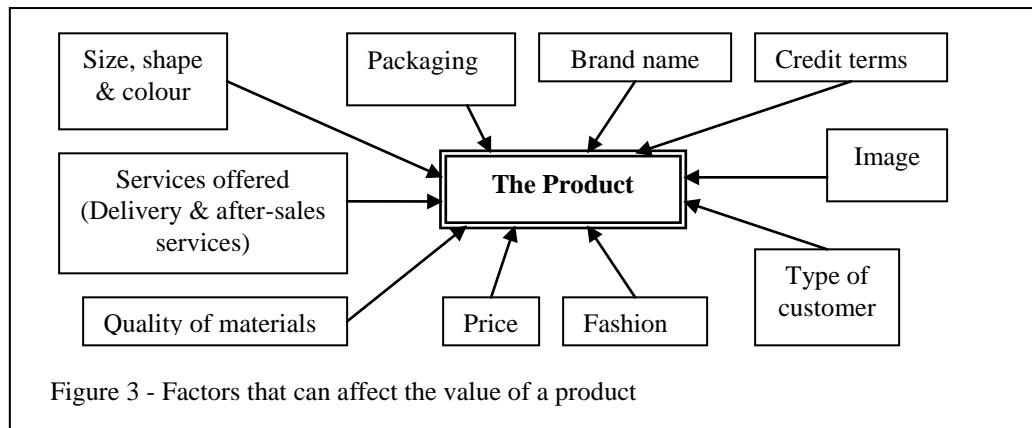 Size, shape
& colour
Packaging
Brand name
Credit terms
Image
The Product
Services offered
(Delivery & after-sales
services)
Type of
customer
Quality of materials
Price
Fashion
Figure 3 - Factors that can affect the value of a product